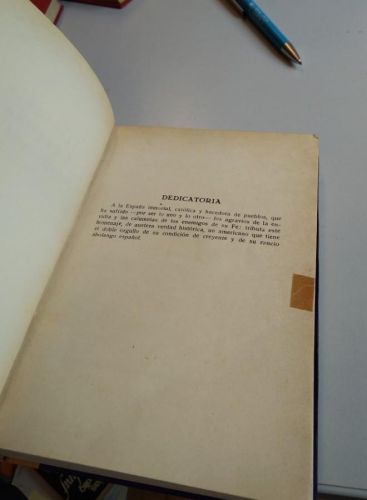 DEDICATORIA
A la España inmortal, católica y hacedora de pueblos, que
ha sufrido —por ser lo uno y lo otro— los agravios de la en-
vidia y las calumnias de los enemigos de su Fe: tributa este
homenaje, de austera verdad histórica, un americano que tiene
el doble orgullo de su condición de creyente y de su rancio
abolengo español.